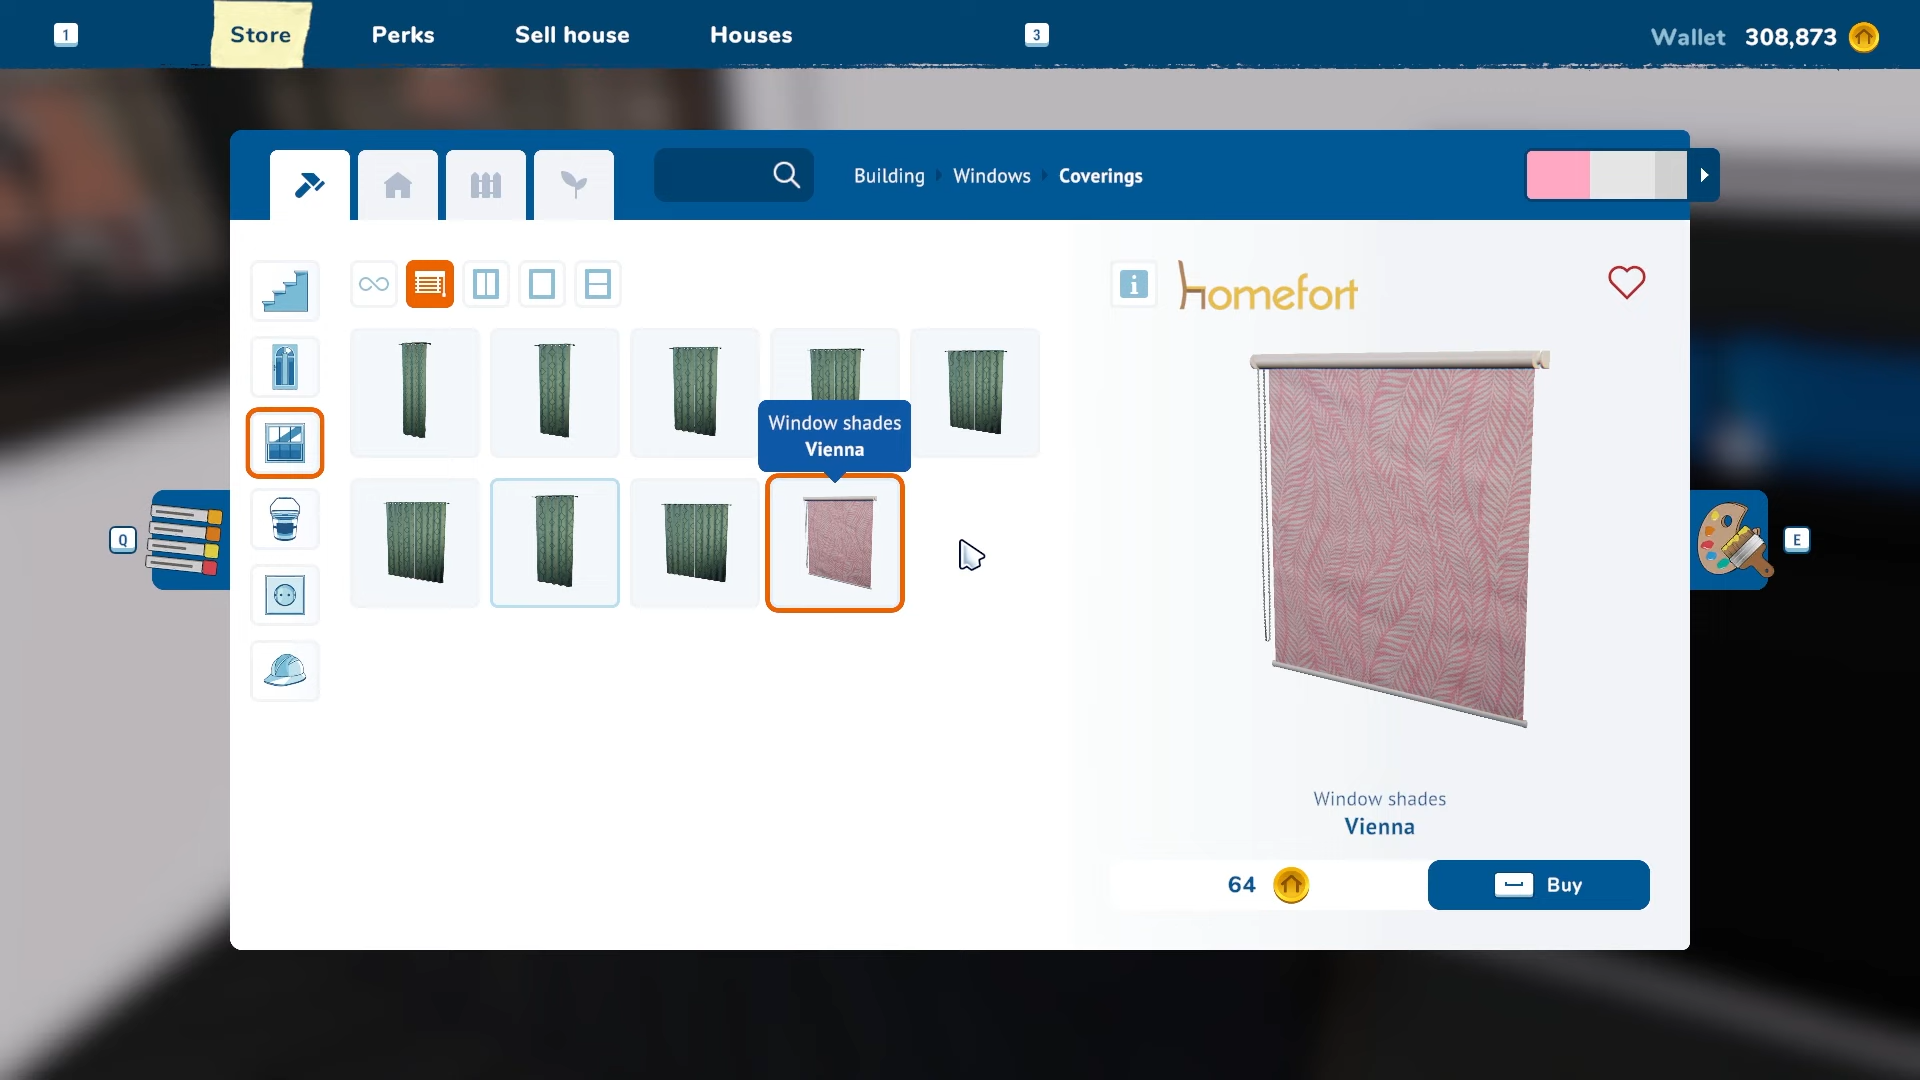 1
Store
Perks
Sell house
Houses
3
Wallet 308,873
Building
Windows
Coverings
i
homefort
Window shades
Vienna
Q
E
Window shades
Vienna
64
Buy